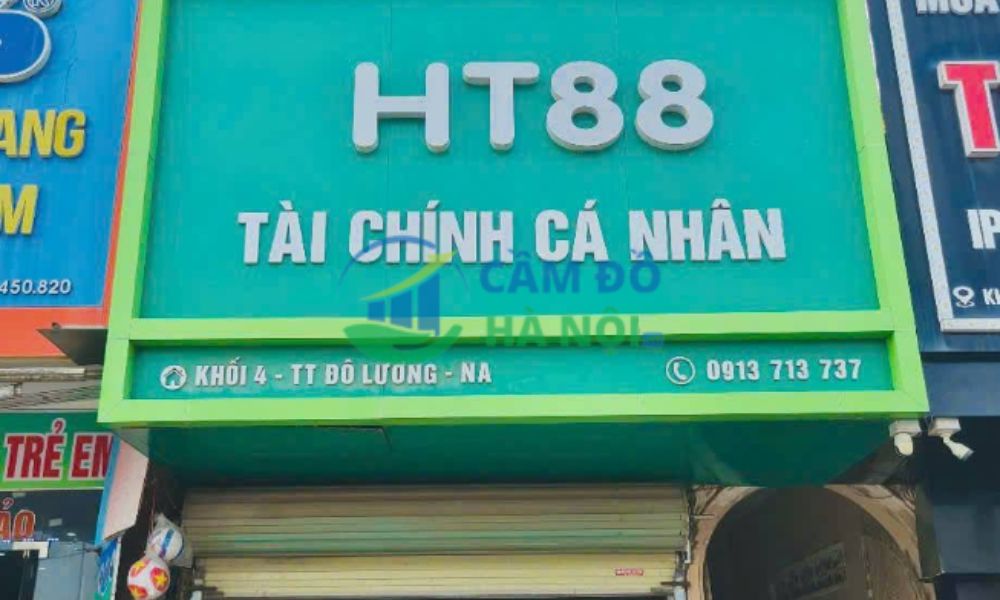 HT88
TÀI CHÍNH CÁ NHÂN
CẦM ĐỒ
HÀ NỘI
KHỐI 4 - TT ĐÔ LƯƠNG - NA
0913 713 737
ANG
M
450.820
TRẺ EM
T
IP